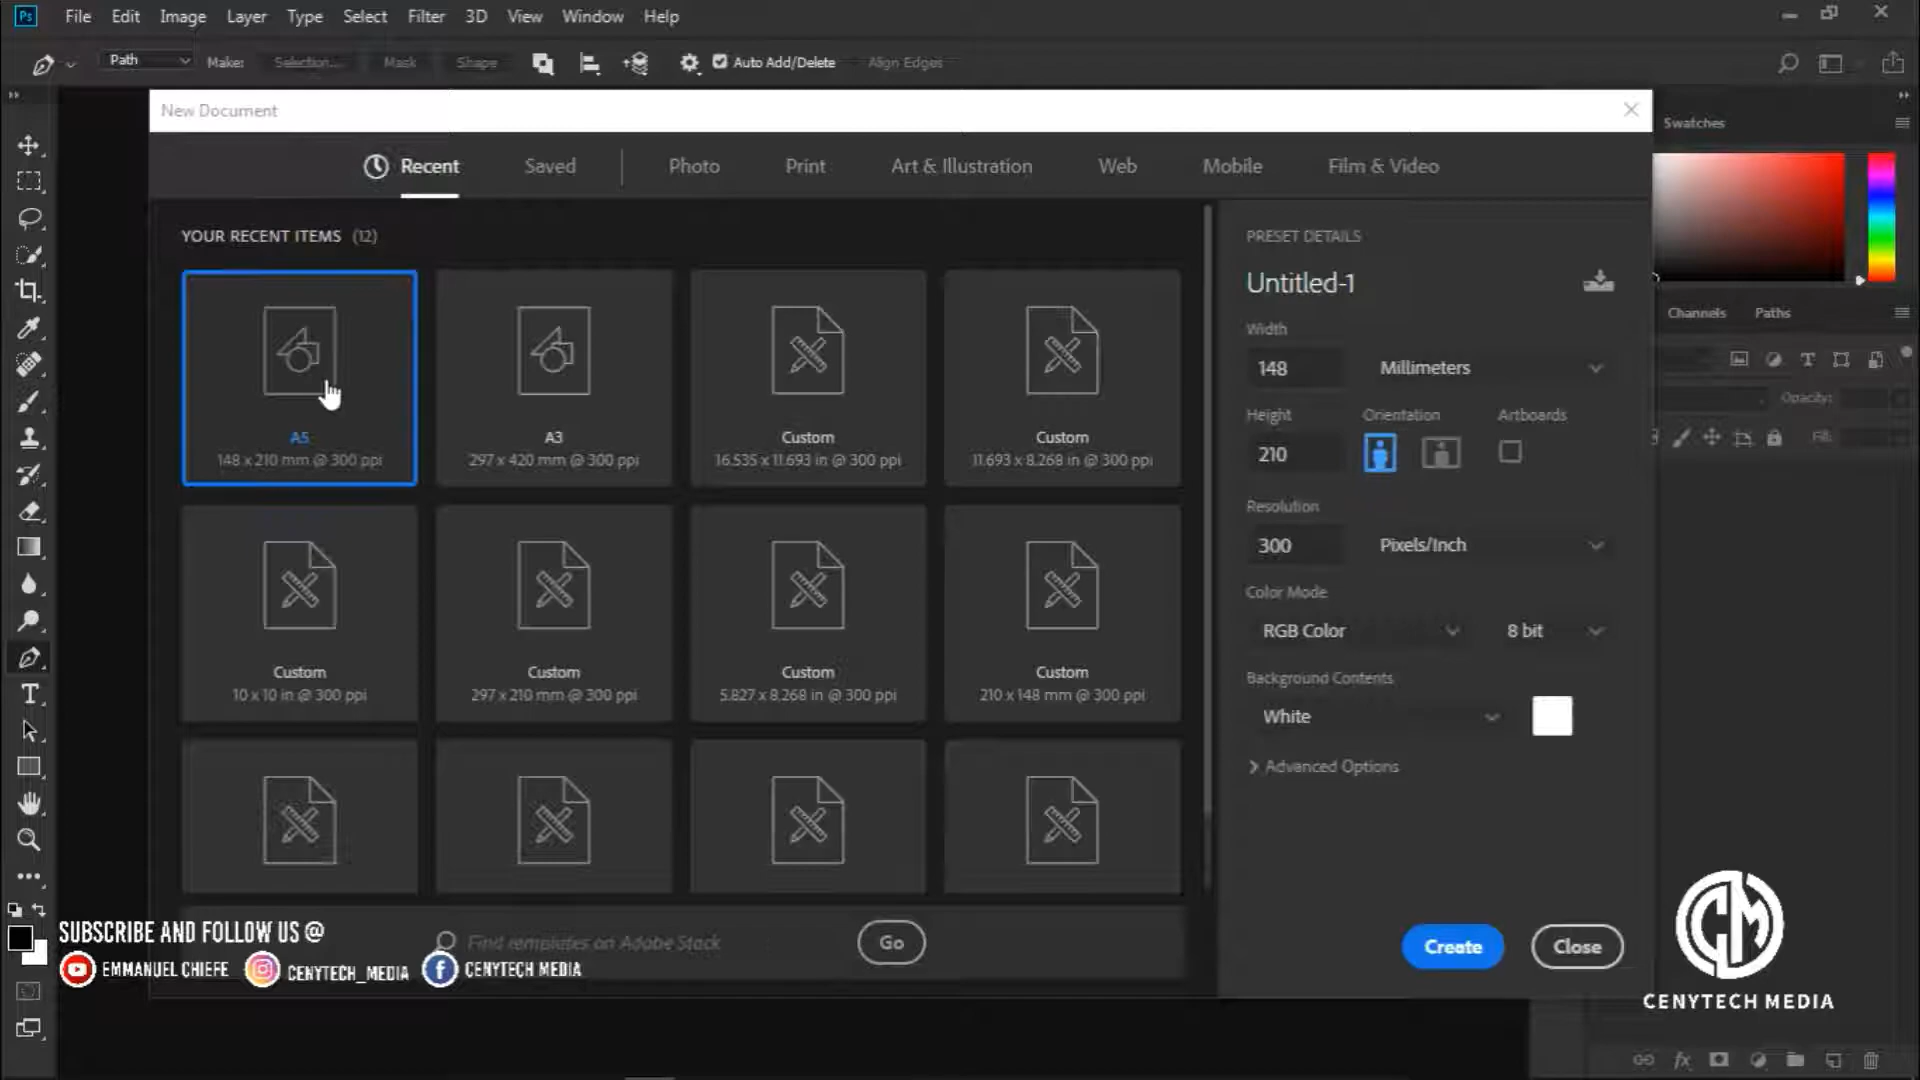 Ps File Edit Image Layer Type Select Filter 3D View Window Help
Path Make: Selection... Mask Shape Auto Add/Delete Align Edges
New Document
Swatches
Recent Saved Photo Print Art & Illustration Web Mobile Film & Video
YOUR RECENT ITEMS (12)
A5
148 x 210 mm @ 300 ppi
A3
297 x 420 mm @ 300 ppi
Custom
16.535 x 11.693 in @ 300 ppi
Custom
11.693 x 8.268 in @ 300 ppi
Custom
10 x 10 in @ 300 ppi
Custom
297 x 210 mm @ 300 ppi
Custom
5.827 x 8.268 in @ 300 ppi
Custom
210 x 148 mm @ 300 ppi
Find templates on Adobe Stock Go
PRESET DETAILS
Untitled-1
Width
148 Millimeters
Height Orientation Artboards
210
Resolution
300 Pixels/Inch
Color Mode
RGB Color 8 bit
Background Contents
White
Advanced Options
Create Close
Channels Paths
Opacity:
Fill:
fx
SUBSCRIBE AND FOLLOW US @
EMMANUEL CHIEFE CENYTECH_MEDIA CENYTECH MEDIA
CM
CENYTECH MEDIA